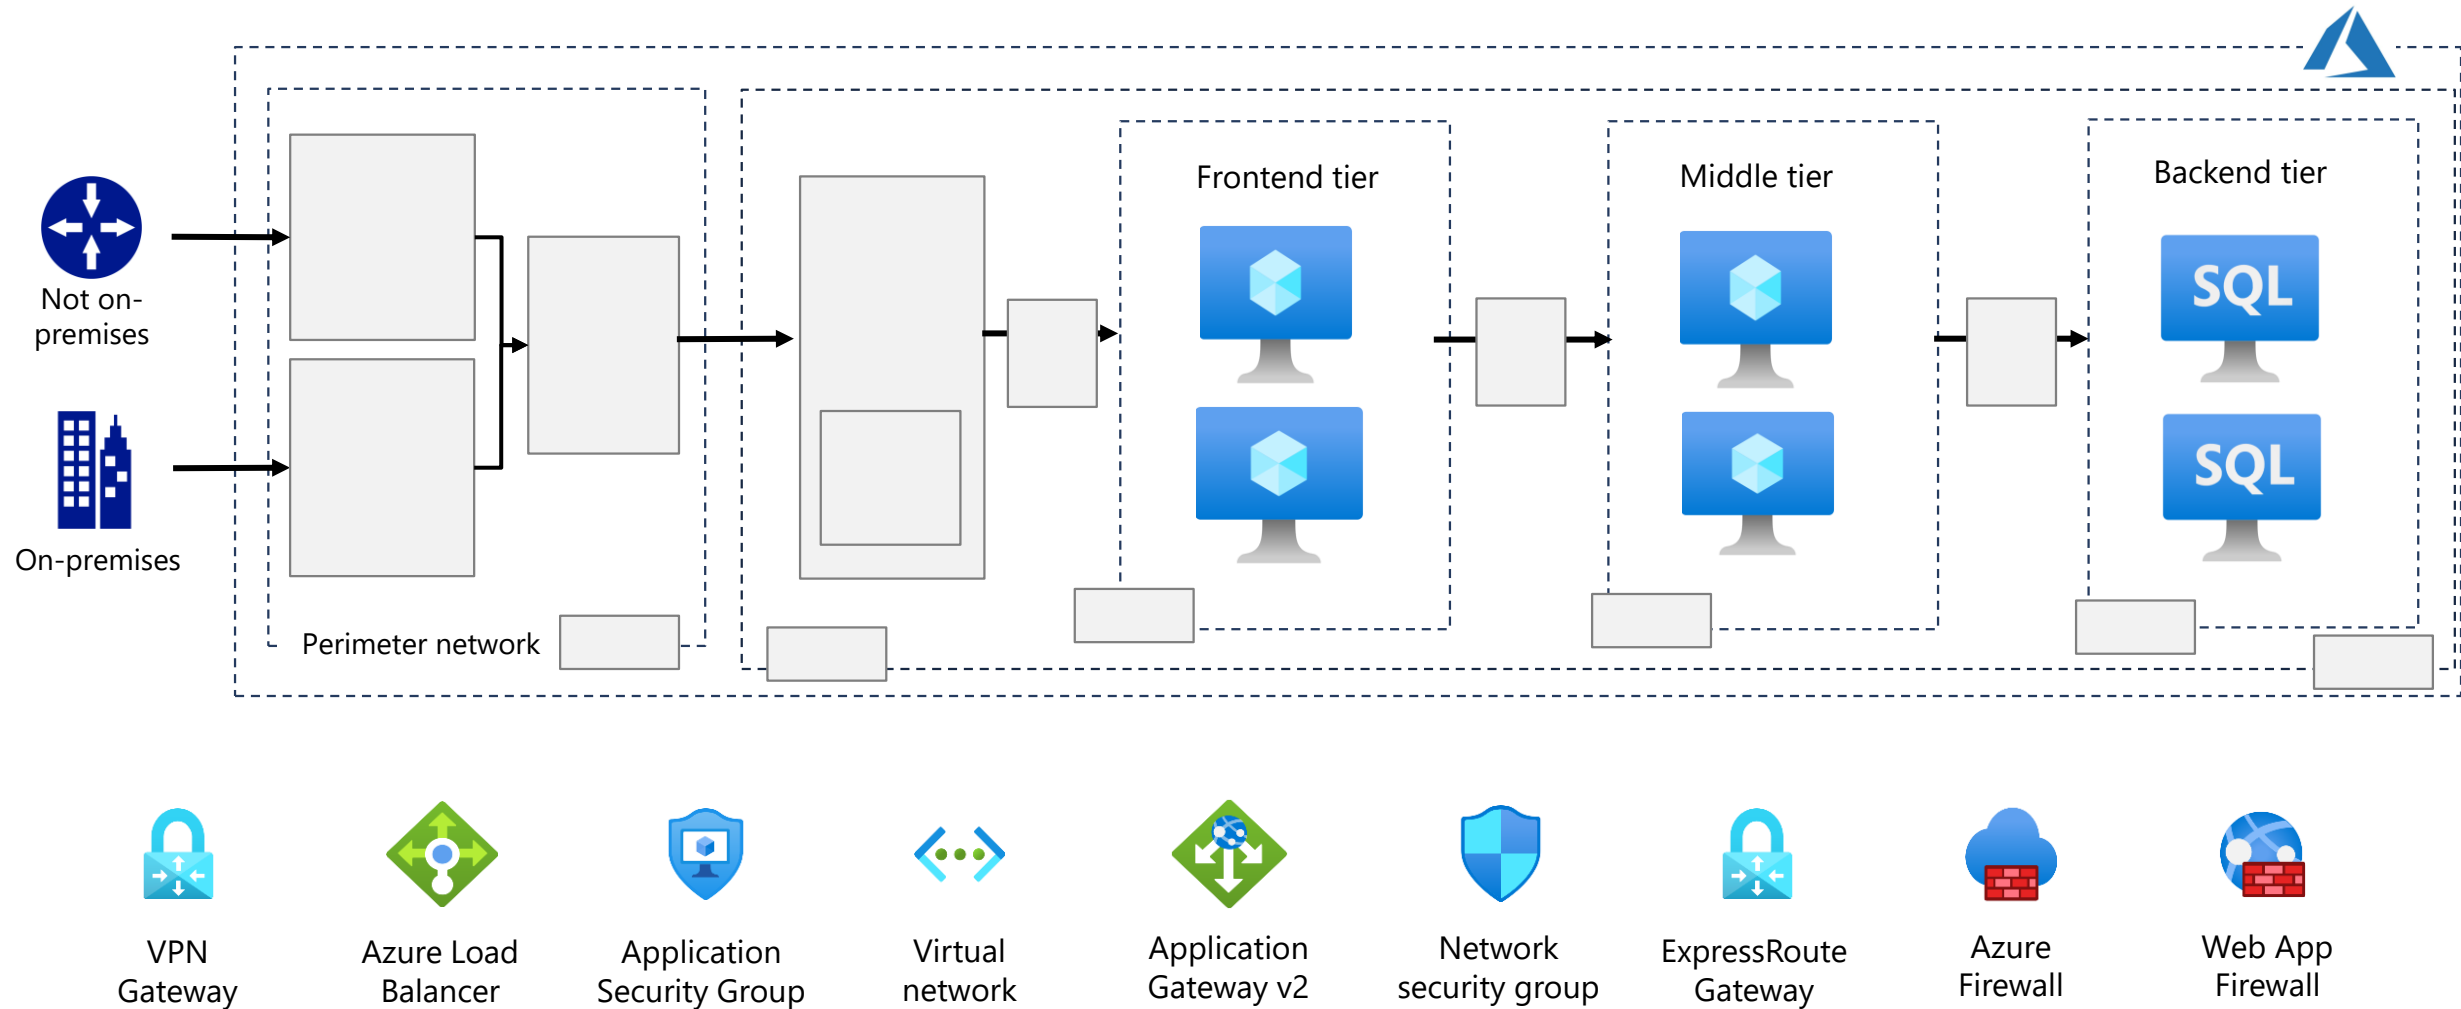 Frontend tier
Middle tier
Backend tier
SQL
SQL
Not on-
premises
On-premises
Perimeter network
VPN
Gateway
Azure Load
Balancer
Application
Security Group
Virtual
network
Application
Gateway v2
Network
security group
ExpressRoute
Gateway
Azure
Firewall
Web App
Firewall